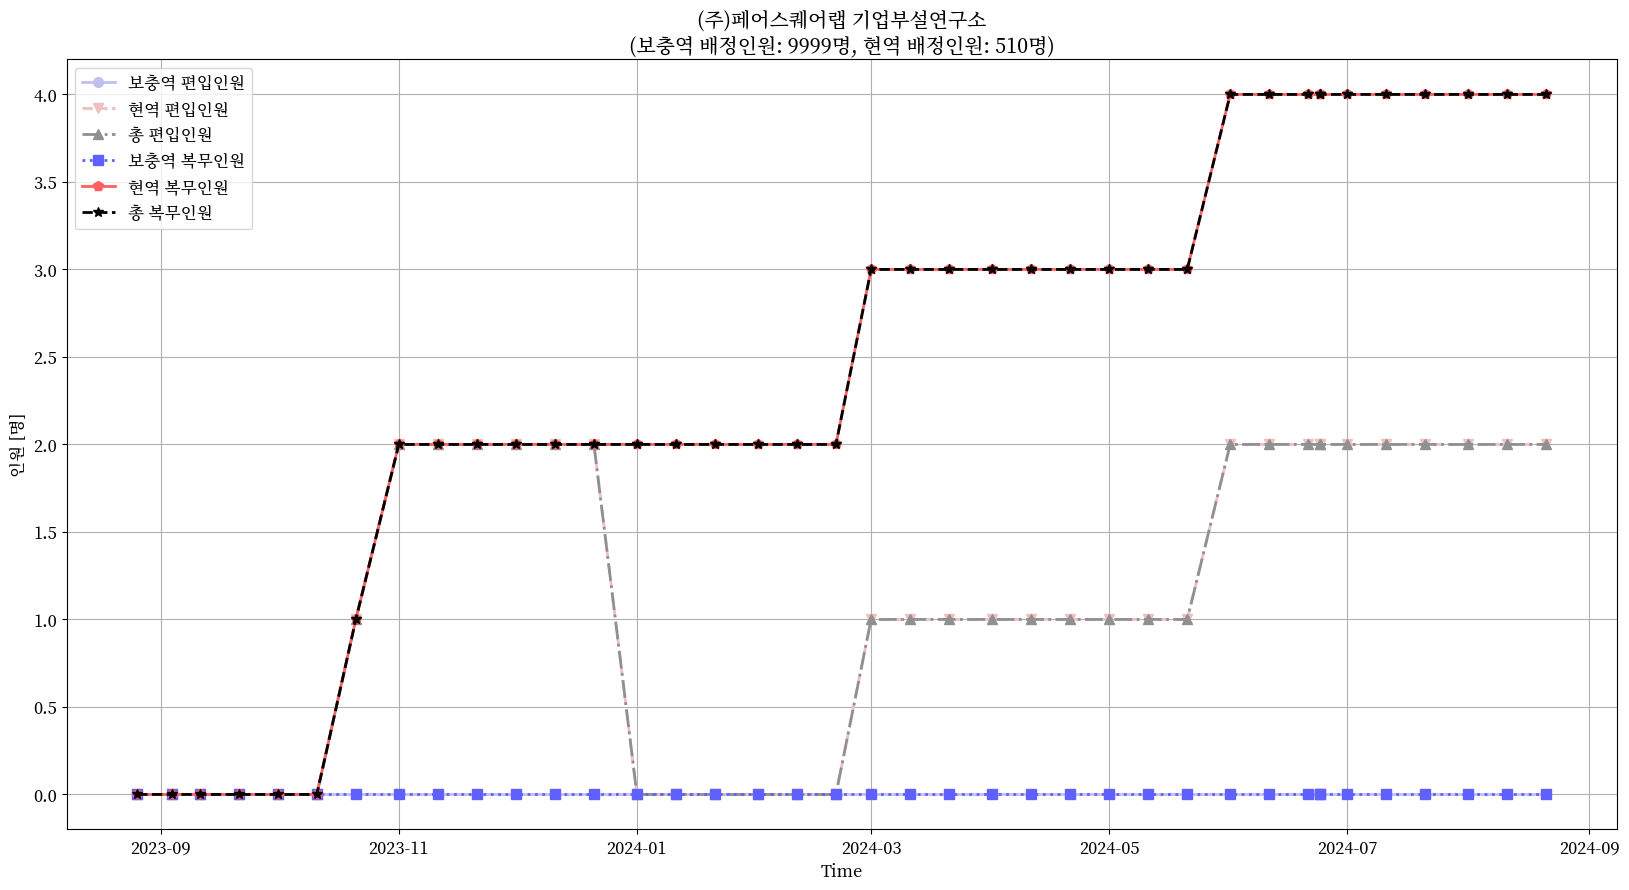 (주)페어스퀘어랩 기업부설연구소
(보충역 배정인원: 9999명, 현역 배정인원: 510명)
보충역 편입인원
현역 편입인원
총 편입인원
보충역 복무인원
현역 복무인원
총 복무인원
4.0
3.5
3.0
2.5
2.0
1.5
1.0
0.5
0.0
인원 [명]
2023-09 2023-11 2024-01 2024-03 2024-05 2024-07 2024-09
Time